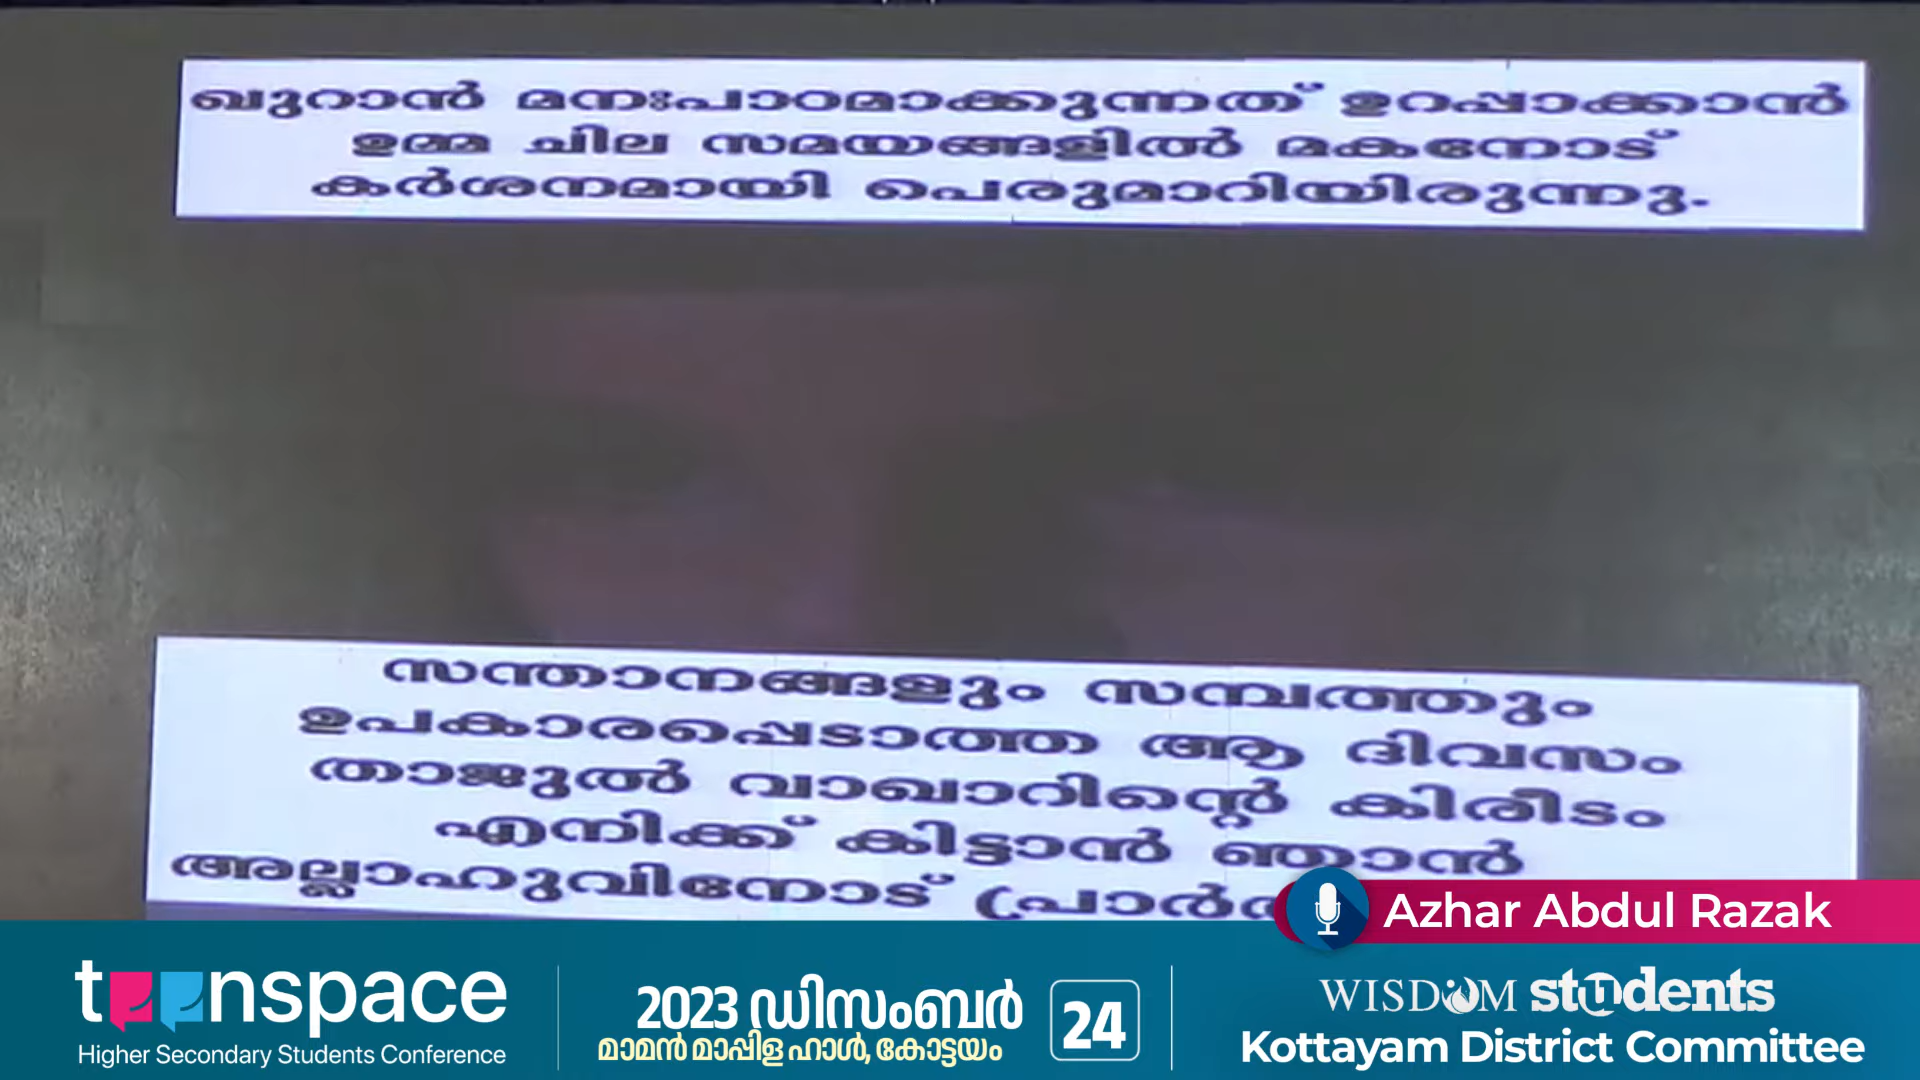 ഖുറാൻ മനഃപാഠമാക്കുന്നത് ഉറപ്പാക്കാൻ
ഉമ്മ ചില സമയങ്ങളിൽ മകനോട്
കർശനമായി പെരുമാറിയിരുന്നു.
സന്താനങ്ങളും സമ്പത്തും
ഉപകാരപ്പെടാത്ത ആ ദിവസം
താജുൽ വാഖാറിന്റെ കിരീടം
എനിക്ക് കിട്ടാൻ ഞാൻ
അല്ലാഹുവിനോട്
Azhar Abdul Razak
teenspace
Higher Secondary Students Conference
2023 ഡിസംബർ 24
മാമൻ മാപ്പിള ഹാൾ, കോട്ടയം
WISDOM students
Kottayam District Committee